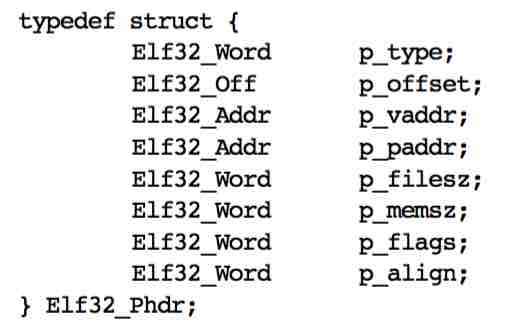 typedef struct {
        Elf32_Word      p_type;
        Elf32_Off       p_offset;
        Elf32_Addr      p_vaddr;
        Elf32_Addr      p_paddr;
        Elf32_Word      p_filesz;
        Elf32_Word      p_memsz;
        Elf32_Word      p_flags;
        Elf32_Word      p_align;
} Elf32_Phdr;